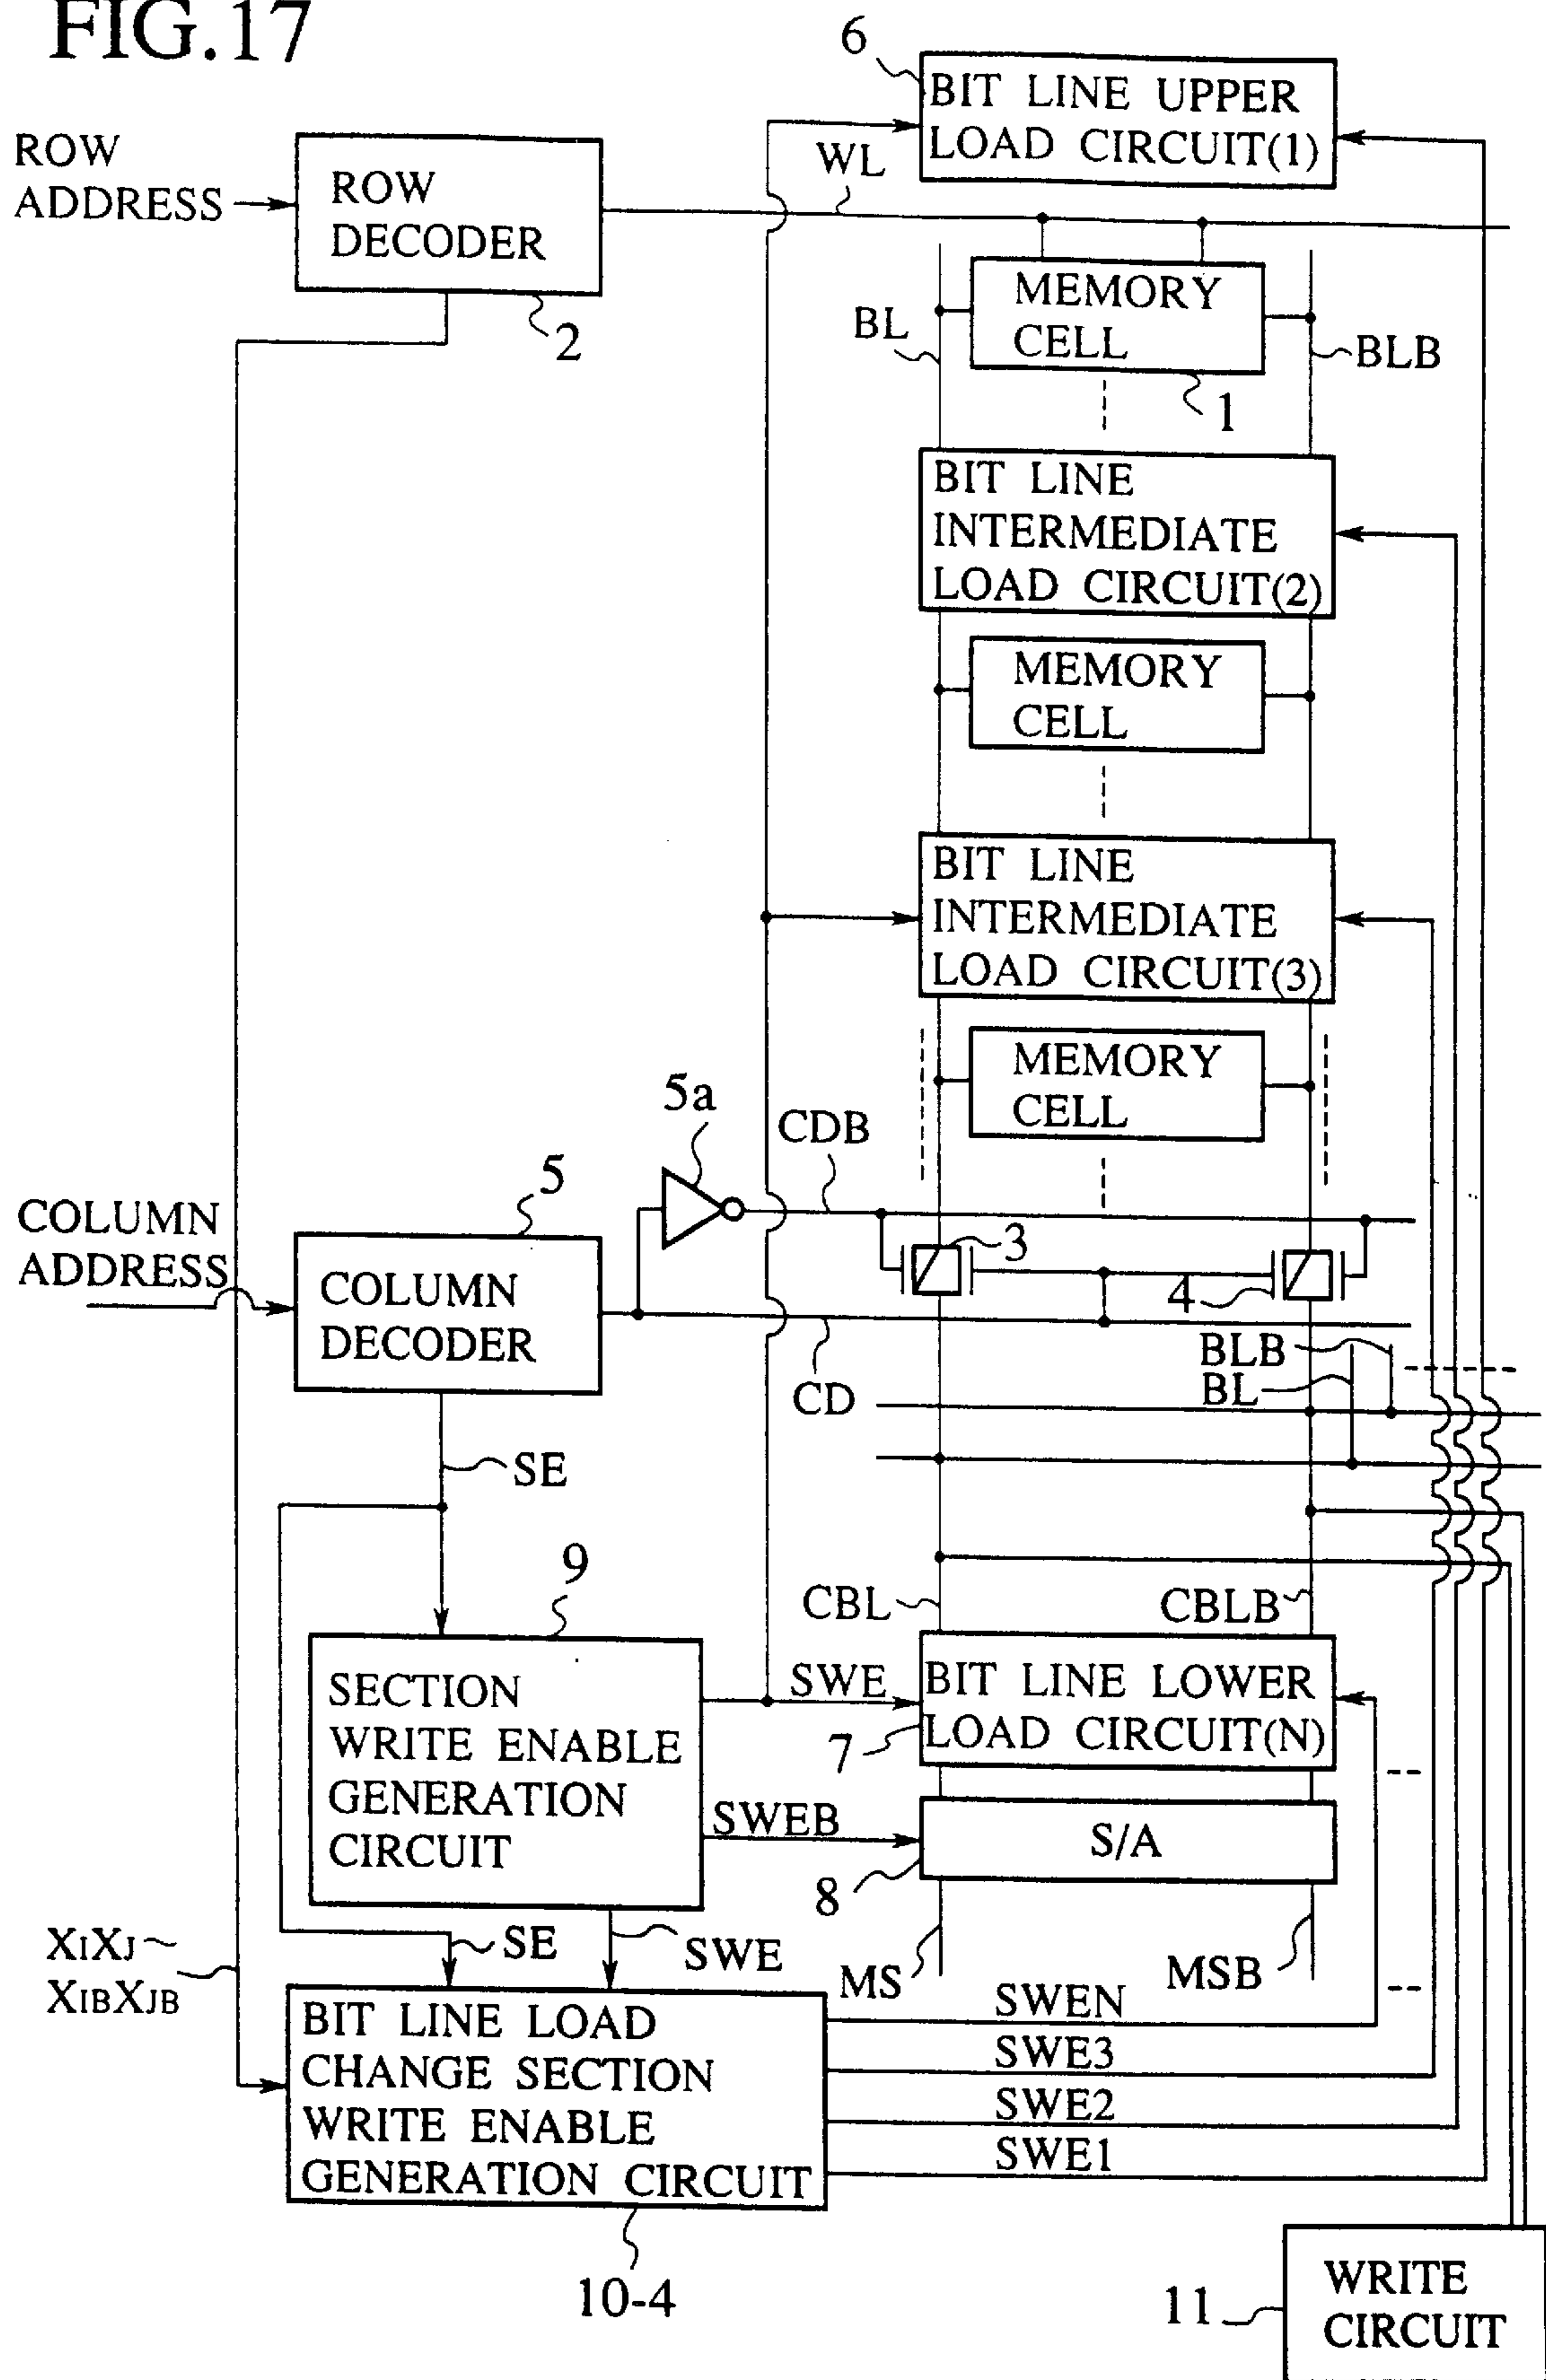 FIG.17
6
BIT LINE UPPER
LOAD CIRCUIT(1)
ROW
ADDRESS
ROW
DECODER
2
WL
MEMORY
CELL
1
BL
BLB
BIT LINE
INTERMEDIATE
LOAD CIRCUIT(2)
MEMORY
CELL
BIT LINE
INTERMEDIATE
LOAD CIRCUIT(3)
MEMORY
CELL
5a
CDB
5
COLUMN
ADDRESS
COLUMN
DECODER
3
4
CD
BLB
BL
SE
9
CBL
CBLB
SECTION
WRITE ENABLE
GENERATION
CIRCUIT
SWE
BIT LINE LOWER
LOAD CIRCUIT(N)
7
SWEB
S/A
8
XIXJ~
XIBXJB
SE
SWE
MS
MSB
BIT LINE LOAD
CHANGE SECTION
WRITE ENABLE
GENERATION CIRCUIT
SWEN
SWE3
SWE2
SWE1
10-4
11
WRITE
CIRCUIT